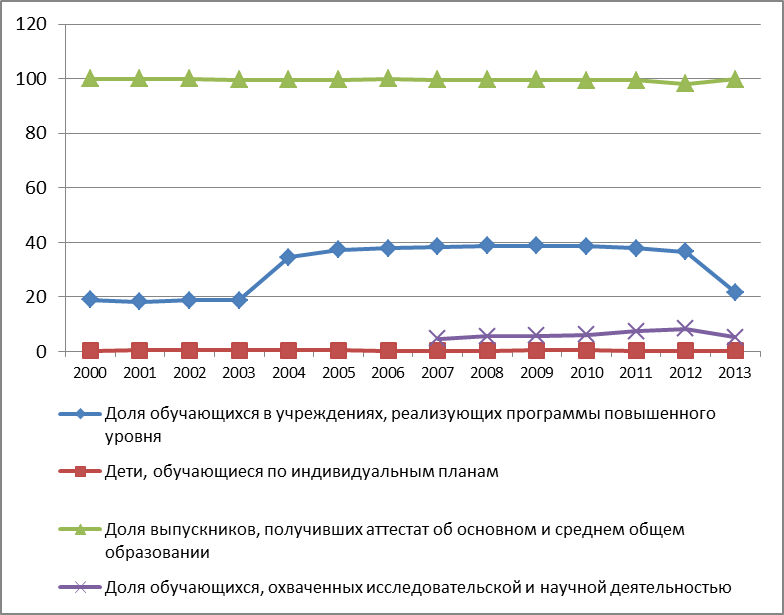 120
100
80
60
40
20
0
2000 2001 2002 2003 2004 2005 2006 2007 2008 2009 2010 2011 2012 2013
Доля обучающихся в учреждениях, реализующих программы повышенного
уровня
Дети, обучающиеся по индивидуальным планам
Доля выпускников, получивших аттестат об основном и среднем общем
образовании
Доля обучающихся, охваченных исследовательской и научной деятельностью